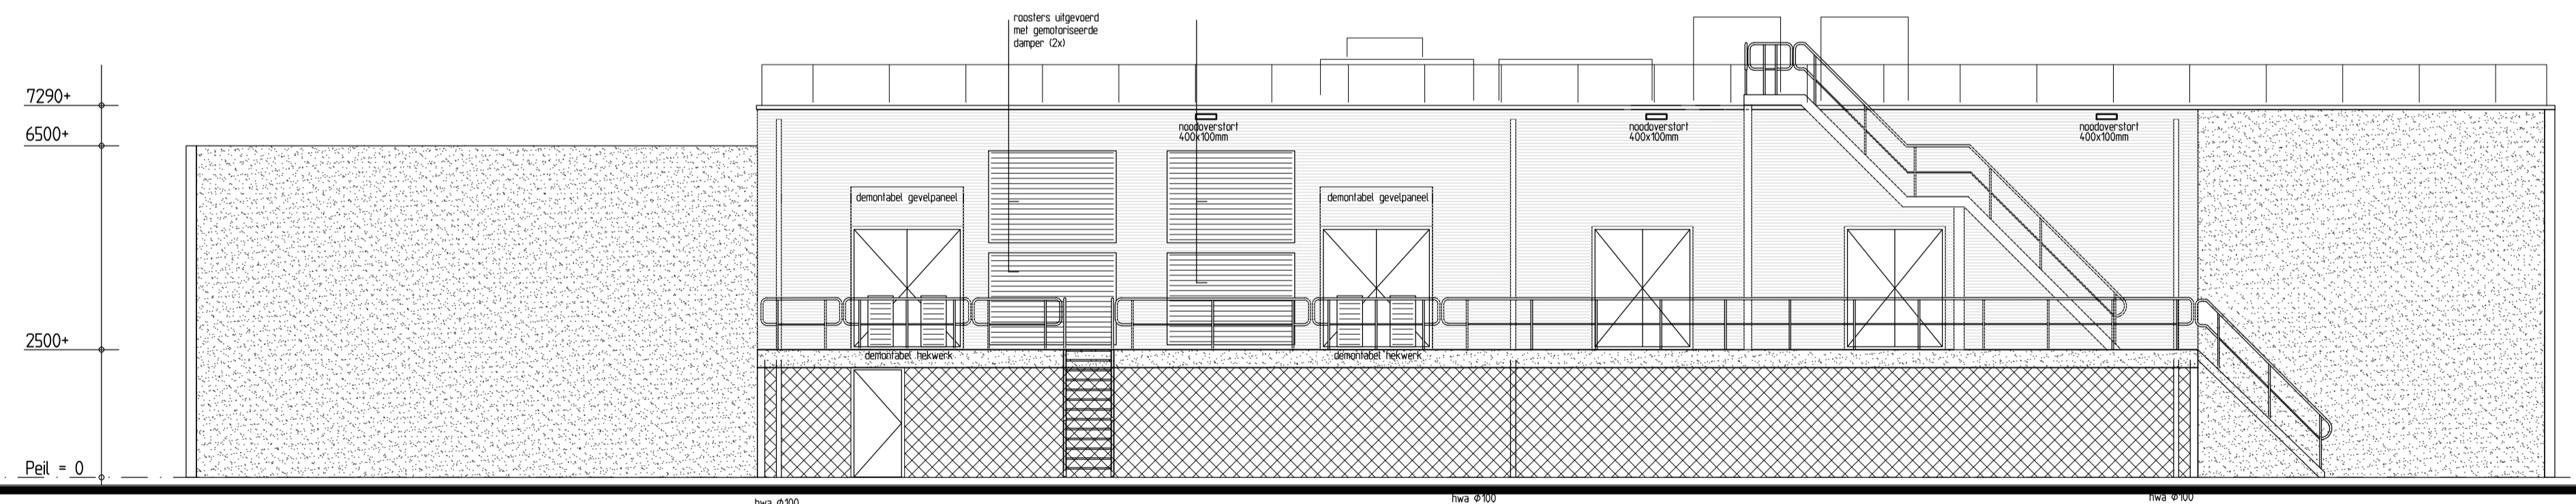 roosters uitgevoerd
met gemotoriseerde
damper (2x)
7290+
6500+
noodoverstort
400x100mm
noodoverstort
400x100mm
noodoverstort
400x100mm
demontabel gevelpaneel
demontabel gevelpaneel
2500+
demontabel hekwerk
demontabel hekwerk
Peil = 0
hwa Φ100
hwa Φ100
hwa Φ100